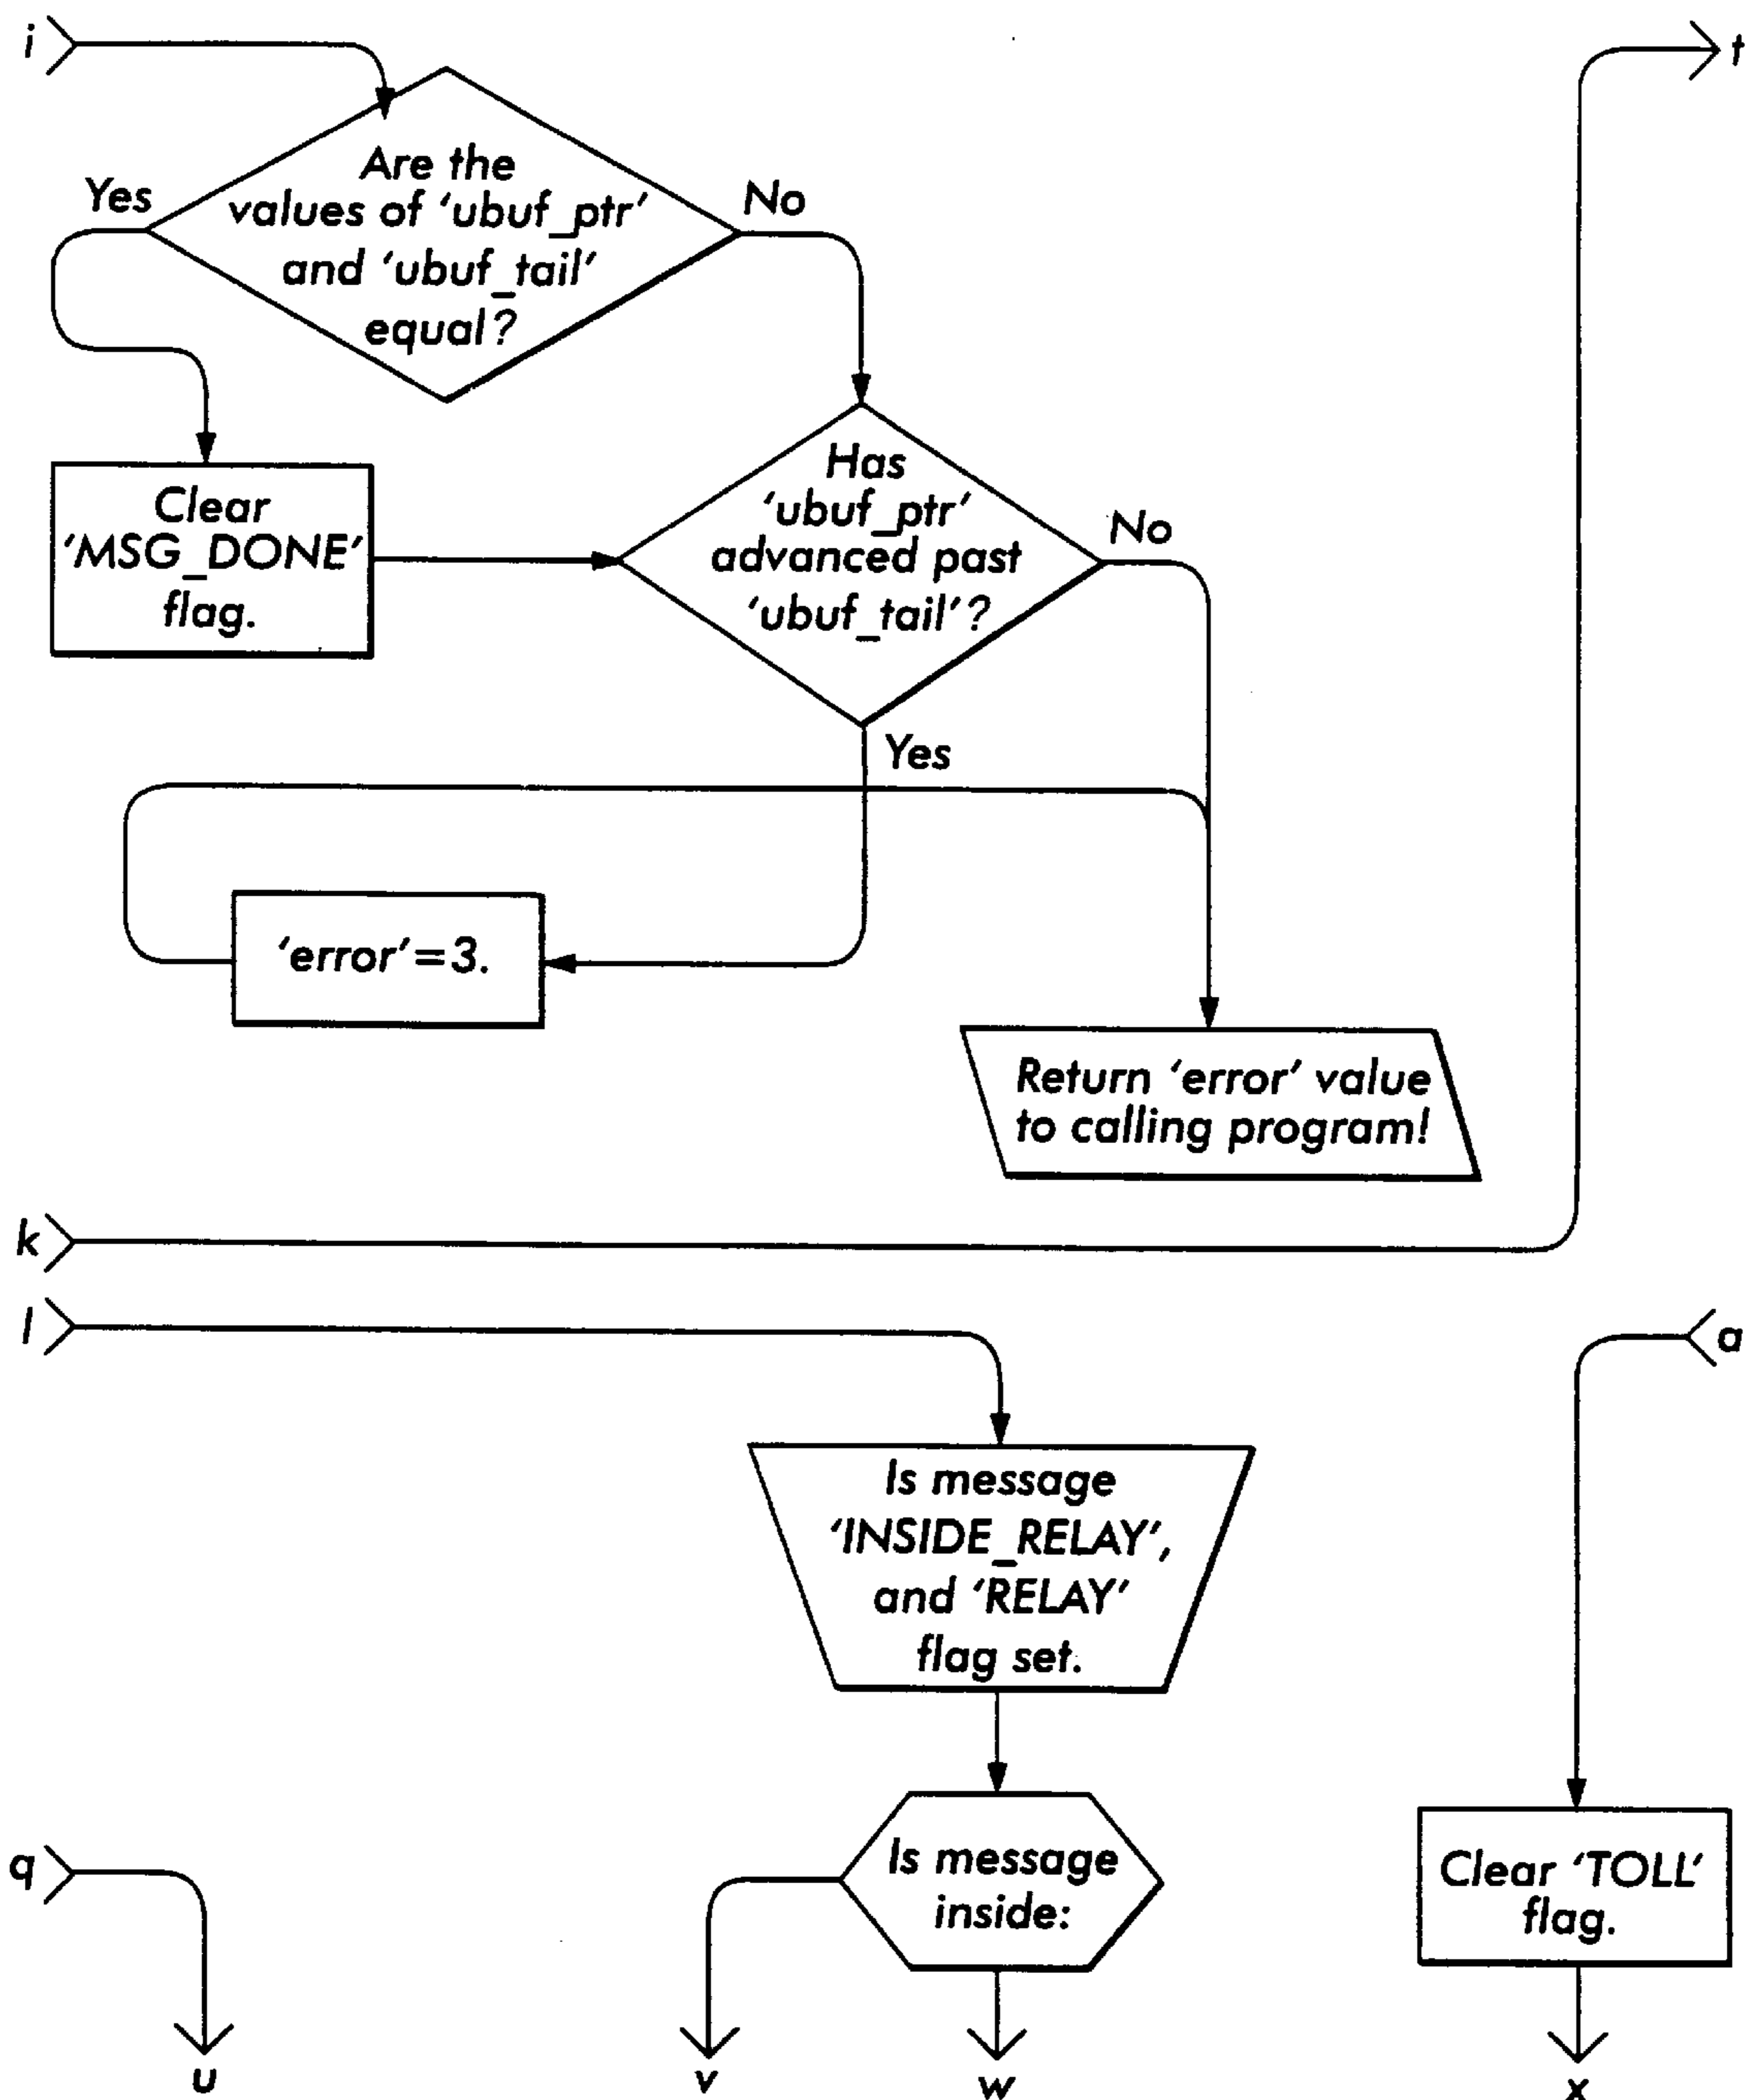 i
t
Are the
values of 'ubuf_ptr'
and 'ubuf_tail'
equal?
Yes
No
Clear
'MSG_DONE'
flag.
Has
'ubuf_ptr'
advanced past
'ubuf_tail'?
No
Yes
'error'=3.
Return 'error' value
to calling program!
k
l
a
Is message
'INSIDE_RELAY',
and 'RELAY'
flag set.
q
Is message
inside:
Clear 'TOLL'
flag.
u
v
w
x